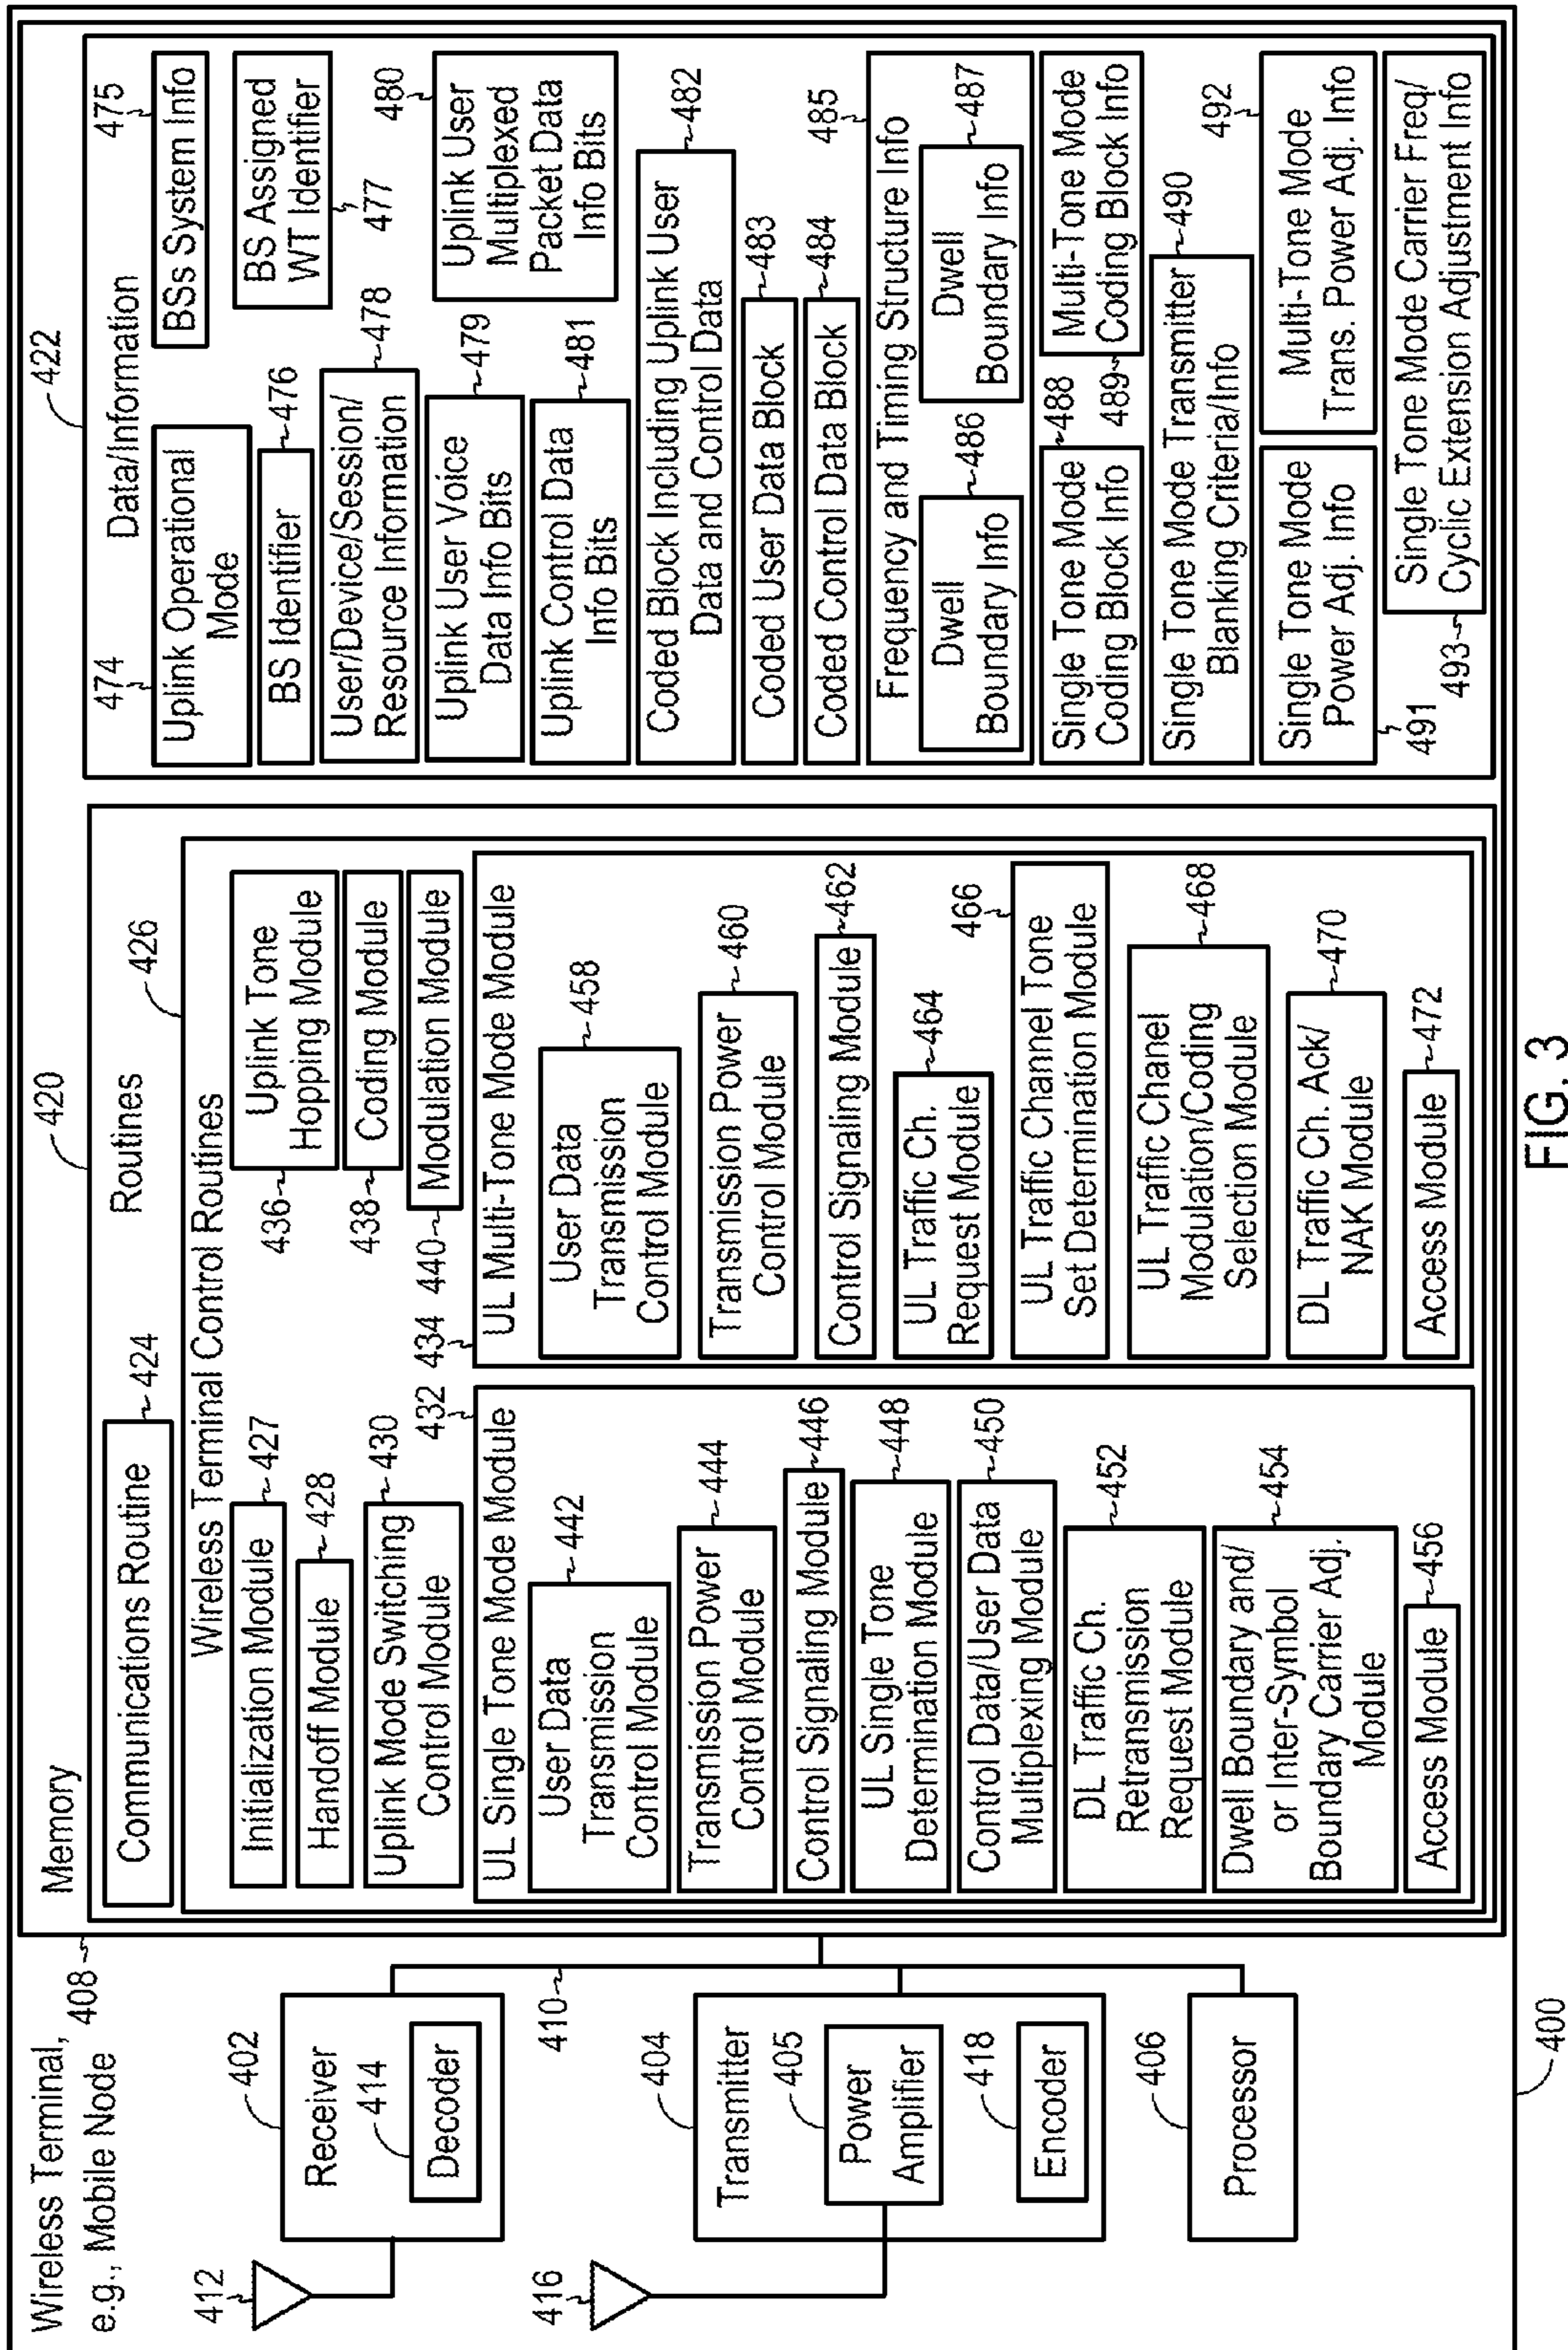 Wireless Terminal,
e.g., Mobile Node
408
412
402
Receiver
414
Decoder
410
416
404
Transmitter
405
Power
Amplifier
418
Encoder
406
Processor
400
Memory
420
Routines
Communications Routine
424
426
Wireless Terminal Control Routines
Initialization Module
427
Handoff Module
428
Uplink Mode Switching
Control Module
430
436
Uplink Tone
Hopping Module
438
Coding Module
440
Modulation Module
432
UL Single Tone Mode Module
User Data
Transmission
Control Module
442
Transmission Power
Control Module
444
Control Signaling Module
446
UL Single Tone
Determination Module
448
Control Data/User Data
Multiplexing Module
450
DL Traffic Ch.
Retransmission
Request Module
452
Dwell Boundary and/
or Inter-Symbol
Boundary Carrier Adj.
Module
454
Access Module
456
434
UL Multi-Tone Mode Module
User Data
Transmission
Control Module
458
Transmission Power
Control Module
460
Control Signaling Module
462
UL Traffic Ch.
Request Module
464
466
UL Traffic Channel Tone
Set Determination Module
UL Traffic Channel
Modulation/Coding
Selection Module
468
DL Traffic Ch. Ack/
NAK Module
470
Access Module
472
422
Data/Information
474
Uplink Operational
Mode
475
BSs System Info
BS Identifier
476
BS Assigned
WT Identifier
477
User/Device/Session/
Resource Information
478
Uplink User Voice
Data Info Bits
479
480
Uplink User
Multiplexed
Packet Data
Info Bits
Uplink Control Data
Info Bits
481
Coded Block Including Uplink User
Data and Control Data
482
Coded User Data Block
483
Coded Control Data Block
484
485
Frequency and Timing Structure Info
Dwell
Boundary Info
486
Dwell
Boundary Info
487
Single Tone Mode
Coding Block Info
488
Multi-Tone Mode
Coding Block Info
489
Single Tone Mode Transmitter
Blanking Criteria/Info
490
Single Tone Mode
Power Adj. Info
491
492
Multi-Tone Mode
Trans. Power Adj. Info
Single Tone Mode Carrier Freq/
Cyclic Extension Adjustment Info
493
FIG. 3